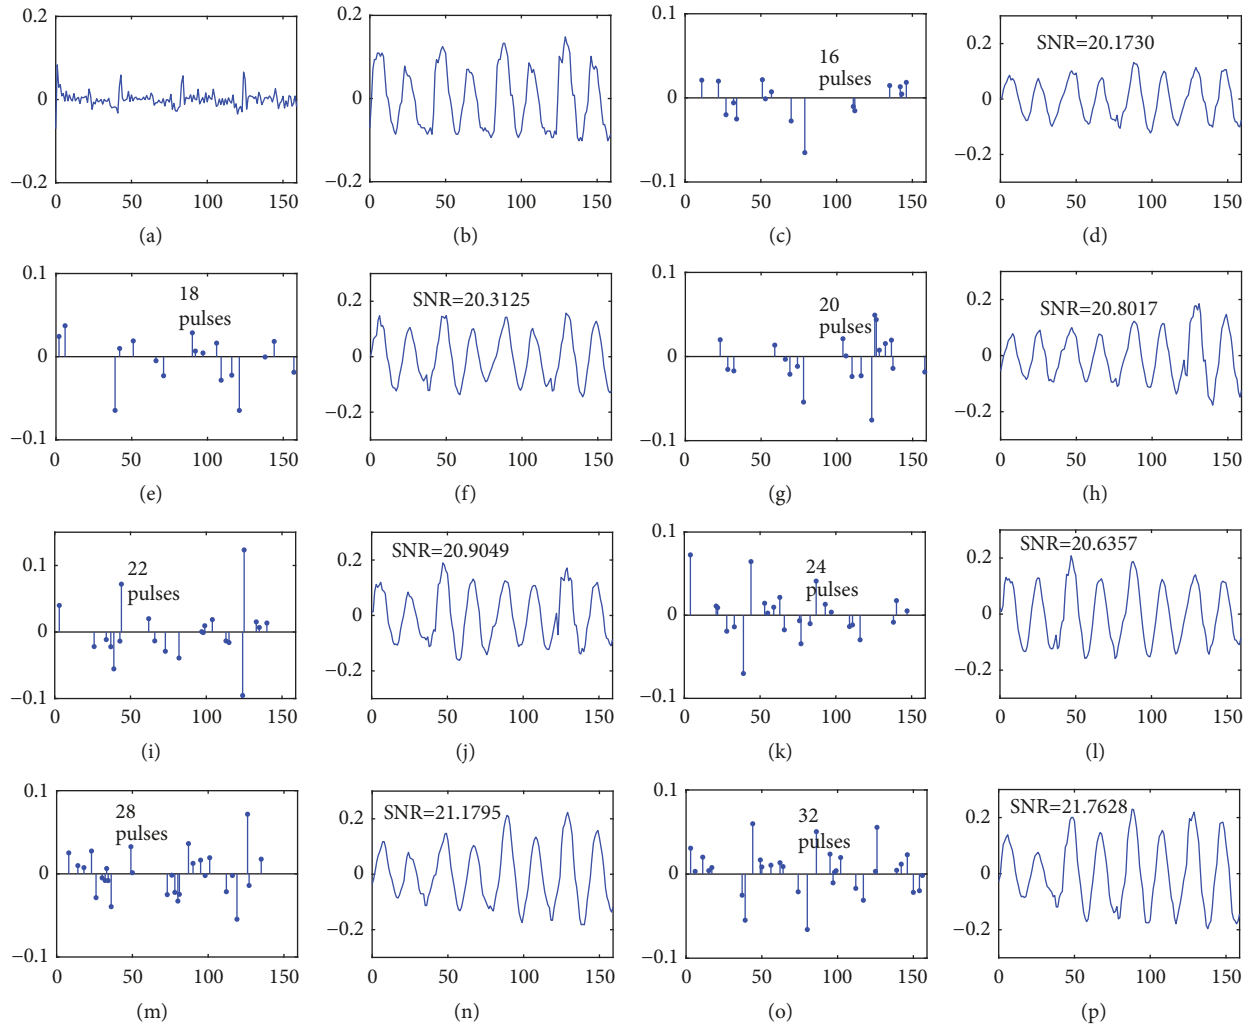 0.2
0
−0.2
0 50 100 150
(a)
0.2
0.1
0
−0.2
0 50 100 150
(b)
0.1
0
−0.1
0 50 100 150
16
pulses
(c)
0.2
0
−0.2
0 50 100 150
SNR=20.1730
(d)
0.1
0
−0.1
0 50 100 150
18
pulses
(e)
0.2
0
−0.2
0 50 100 150
SNR=20.3125
(f)
0.1
0
−0.1
0 50 100 150
20
pulses
(g)
0.2
0
−0.2
0 50 100 150
SNR=20.8017
(h)
0.1
0
−0.1
0 50 100 150
22
pulses
(i)
0.2
0
−0.2
0 50 100 150
SNR=20.9049
(j)
0.1
0
−0.1
0 50 100 150
24
pulses
(k)
0.2
0
−0.2
0 50 100 150
SNR=20.6357
(l)
0.1
0
−0.1
0 50 100 150
28
pulses
(m)
0.2
0
−0.2
0 50 100 150
SNR=21.1795
(n)
0.1
0
−0.1
0 50 100 150
32
pulses
(o)
0.2
0
−0.2
0 50 100 150
SNR=21.7628
(p)